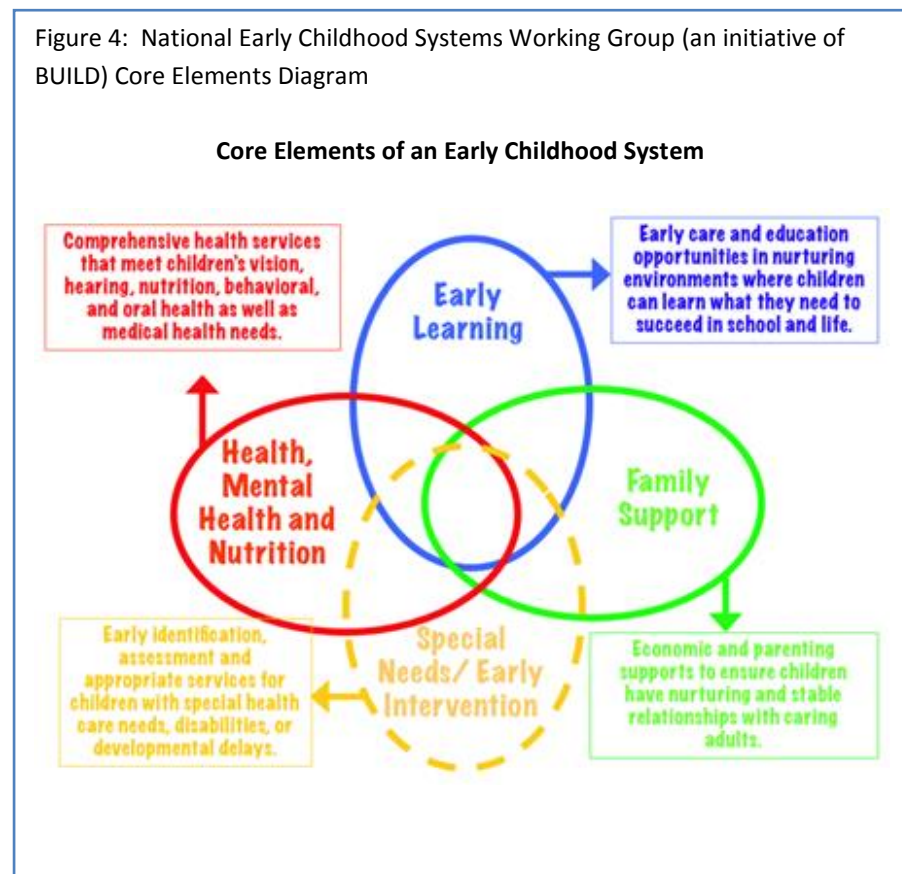 Figure 4:  National Early Childhood Systems Working Group (an initiative of
BUILD) Core Elements Diagram
Core Elements of an Early Childhood System
Comprehensive health services
that meet children's vision,
hearing, nutrition, behavioral,
and oral health as well as
medical health needs.
Early
Learning
Early care and education
opportunities in nurturing
environments where children
can learn what they need to
succeed in school and life.
Health,
Mental
Health and
Nutrition
Family
Support
Early identification,
assessment and
appropriate services for
children with special health
care needs, disabilities, or
developmental delays.
Special
Needs/ Early
Intervention
Economic and parenting
supports to ensure children
have nurturing and stable
relationships with caring
adults.